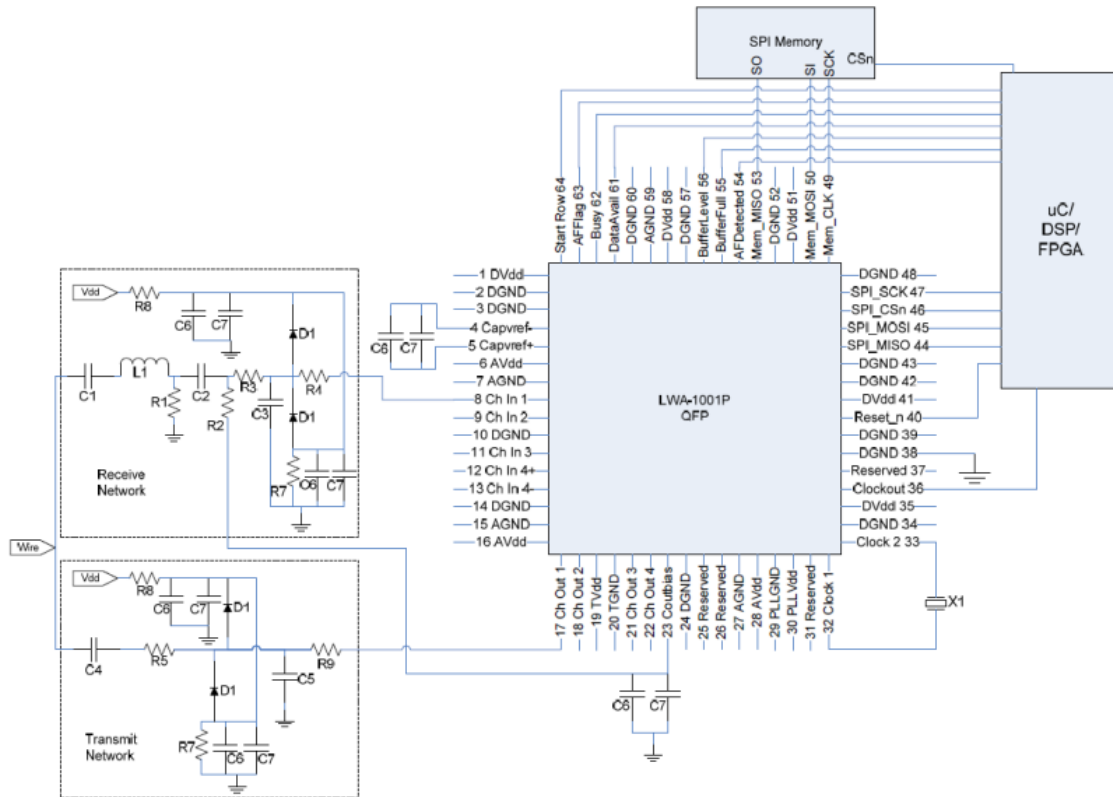 SPI Memory
CSn
SO
SI
SCK
uC/
DSP/
FPGA
Start Row 64
AFFlag 63
Busy 62
DataAvail 61
DGND 60
AGND 59
DVdd 58
DGND 57
BufferLevel 56
BufferFull 55
AFDetected 54
Mem_MISO 53
DGND 52
DVdd 51
Mem_MOSI 50
Mem_CLK 49
1 DVdd
2 DGND
3 DGND
4 Capvref-
5 Capvref+
6 AVdd
7 AGND
8 Ch In 1
9 Ch In 2
10 DGND
11 Ch In 3
12 Ch In 4+
13 Ch In 4-
14 DGND
15 AGND
16 AVdd
LWA-1001P
QFP
DGND 48
SPI_SCK 47
SPI_CSn 46
SPI_MOSI 45
SPI_MISO 44
DGND 43
DGND 42
DVdd 41
Reset_n 40
DGND 39
DGND 38
Reserved 37
Clockout 36
DVdd 35
DGND 34
Clock 2 33
17 Ch Out 1
18 Ch Out 2
19 TVdd
20 TGND
21 Ch Out 3
22 Ch Out 4
23 Coutbias
24 DGND
25 Reserved
26 Reserved
27 AGND
28 AVdd
29 PLLGND
30 PLLVdd
31 Reserved
32 Clock 1
X1
C6
C7
C6
C7
Vdd
R8
C6
C7
D1
C1
L1
R1
C2
R2
R3
C3
R4
D1
R7
C6
C7
Receive
Network
Wire
Vdd
R8
C6
C7
D1
C4
R5
R9
C5
D1
R7
C6
C7
Transmit
Network